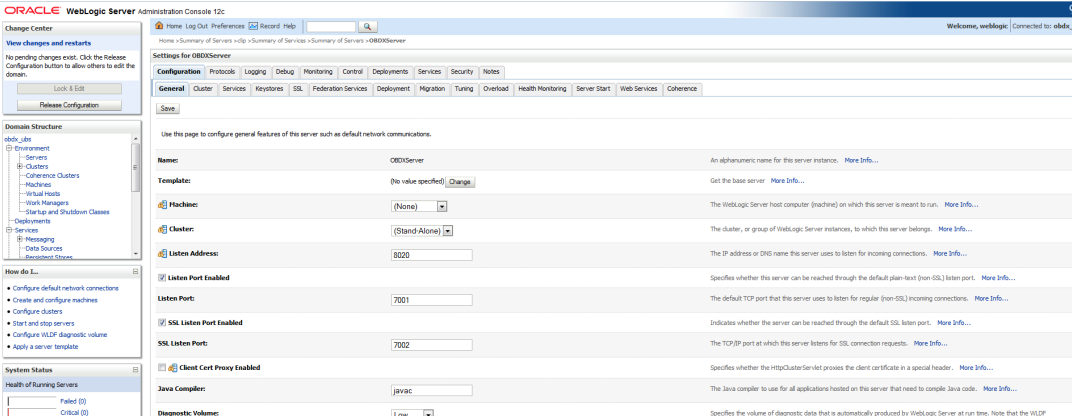 ORACLE WebLogic Server Administration Console 12c
Change Center
View changes and restarts
No pending changes exist. Click the Release
Configuration button to allow others to edit the
domain.
Lock & Edit
Release Configuration
Domain Structure
obdx_ubs
Environment
Servers
Clusters
Coherence Clusters
Machines
Virtual Hosts
Work Managers
Startup and Shutdown Classes
Deployments
Services
Messaging
Data Sources
Persistent Stores
How do I...
Configure default network connections
Create and configure machines
Configure clusters
Start and stop servers
Configure WLDF diagnostic volume
Apply a server template
System Status
Health of Running Servers
Failed (0)
Critical (0)
Home Log Out Preferences Record Help
Welcome, weblogic Connected to: obdx_
Home >Summary of Servers >clip >Summary of Services >Summary of Servers >OBDXServer
Settings for OBDXServer
Configuration Protocols Logging Debug Monitoring Control Deployments Services Security Notes
General Cluster Services Keystores SSL Federation Services Deployment Migration Tuning Overload Health Monitoring Server Start Web Services Coherence
Save
Use this page to configure general features of this server such as default network communications.
Name: OBDXServer An alphanumeric name for this server instance. More Info...
Template: (No value specified) Change Get the base server More Info...
Machine: (None) The WebLogic Server host computer (machine) on which this server is meant to run. More Info...
Cluster: (Stand-Alone) The cluster, or group of WebLogic Server instances, to which this server belongs. More Info...
Listen Address: 8020 The IP address or DNS name this server uses to listen for incoming connections. More Info...
Listen Port Enabled Specifies whether this server can be reached through the default plain-text (non-SSL) listen port. More Info...
Listen Port: 7001 The default TCP port that this server uses to listen for regular (non-SSL) incoming connections. More Info...
SSL Listen Port Enabled Indicates whether the server can be reached through the default SSL listen port. More Info...
SSL Listen Port: 7002 The TCP/IP port at which this server listens for SSL connection requests. More Info...
Client Cert Proxy Enabled Specifies whether the HttpClusterServlet proxies the client certificate in a special header. More Info...
Java Compiler: javac The Java compiler to use for all applications hosted on this server that need to compile Java code. More Info...
Diagnostic Volume: Low Specifies the volume of diagnostic data that is automatically produced by WebLogic Server at run time. Note that the WLDF